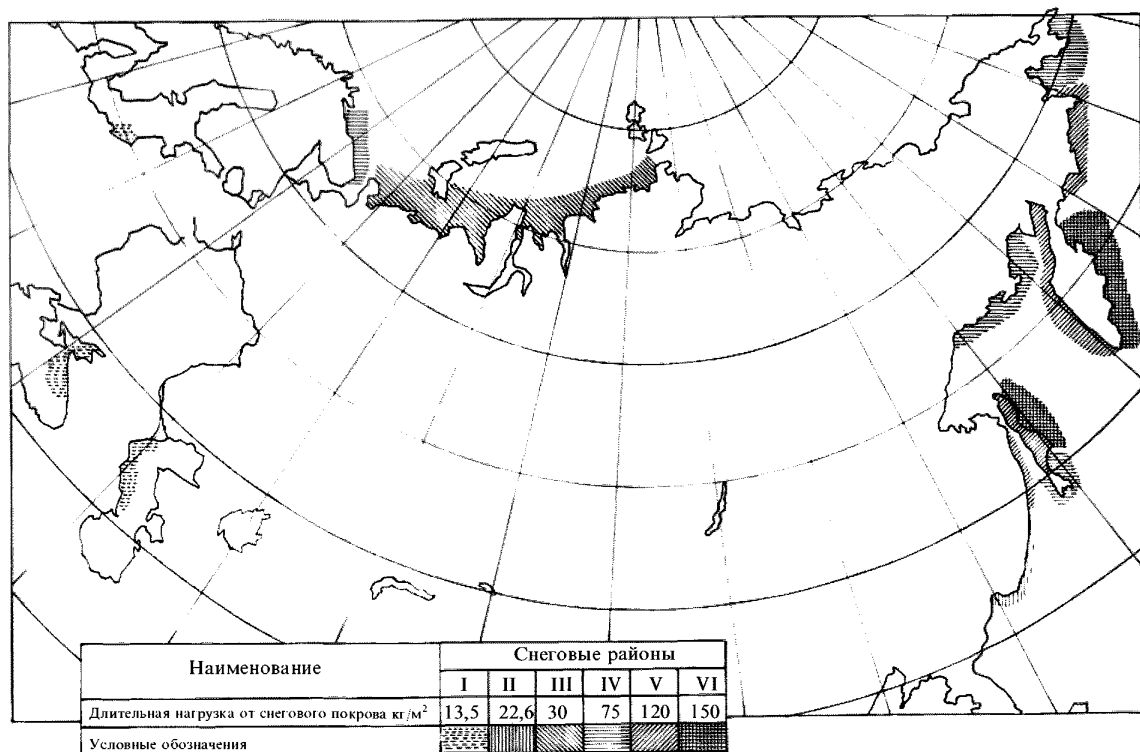 Наименование
Снеговые районы
I II III IV V VI
Длительная нагрузка от снегового покрова кг/м² 13,5 22,6 30 75 120 150
Условные обозначения